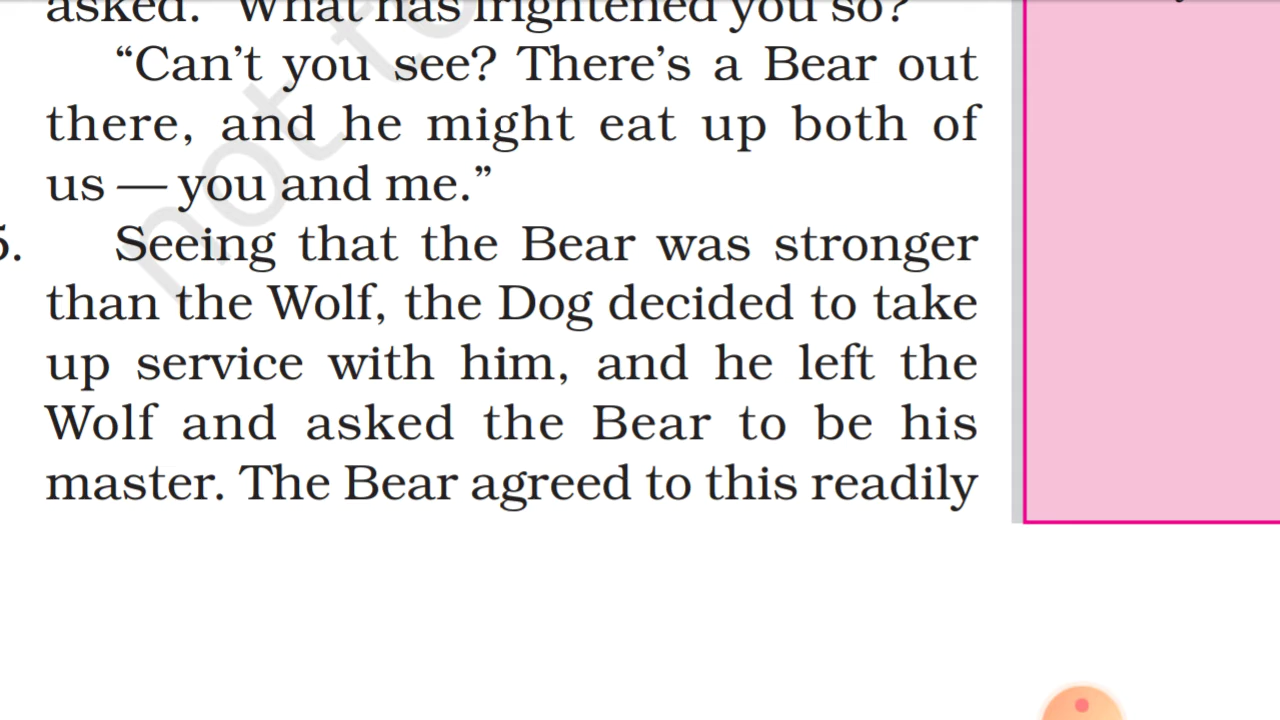 asked. "What has frightened you so?
“Can’t you see? There’s a Bear out
there, and he might eat up both of
us — you and me.”
5. Seeing that the Bear was stronger
than the Wolf, the Dog decided to take
up service with him, and he left the
Wolf and asked the Bear to be his
master. The Bear agreed to this readily
not to